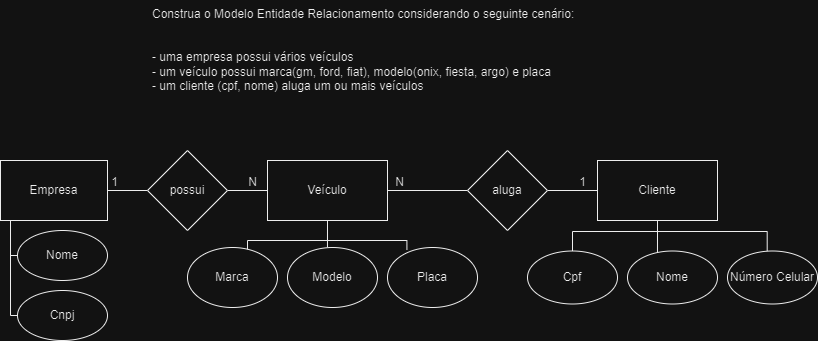 Construa o Modelo Entidade Relacionamento considerando o seguinte cenário:
- uma empresa possui vários veículos
- um veículo possui marca(gm, ford, fiat), modelo(onix, fiesta, argo) e placa
- um cliente (cpf, nome) aluga um ou mais veículos
Empresa
1
possui
N
Veículo
N
aluga
1
Cliente
Nome
Cnpj
Marca
Modelo
Placa
Cpf
Nome
Número Celular